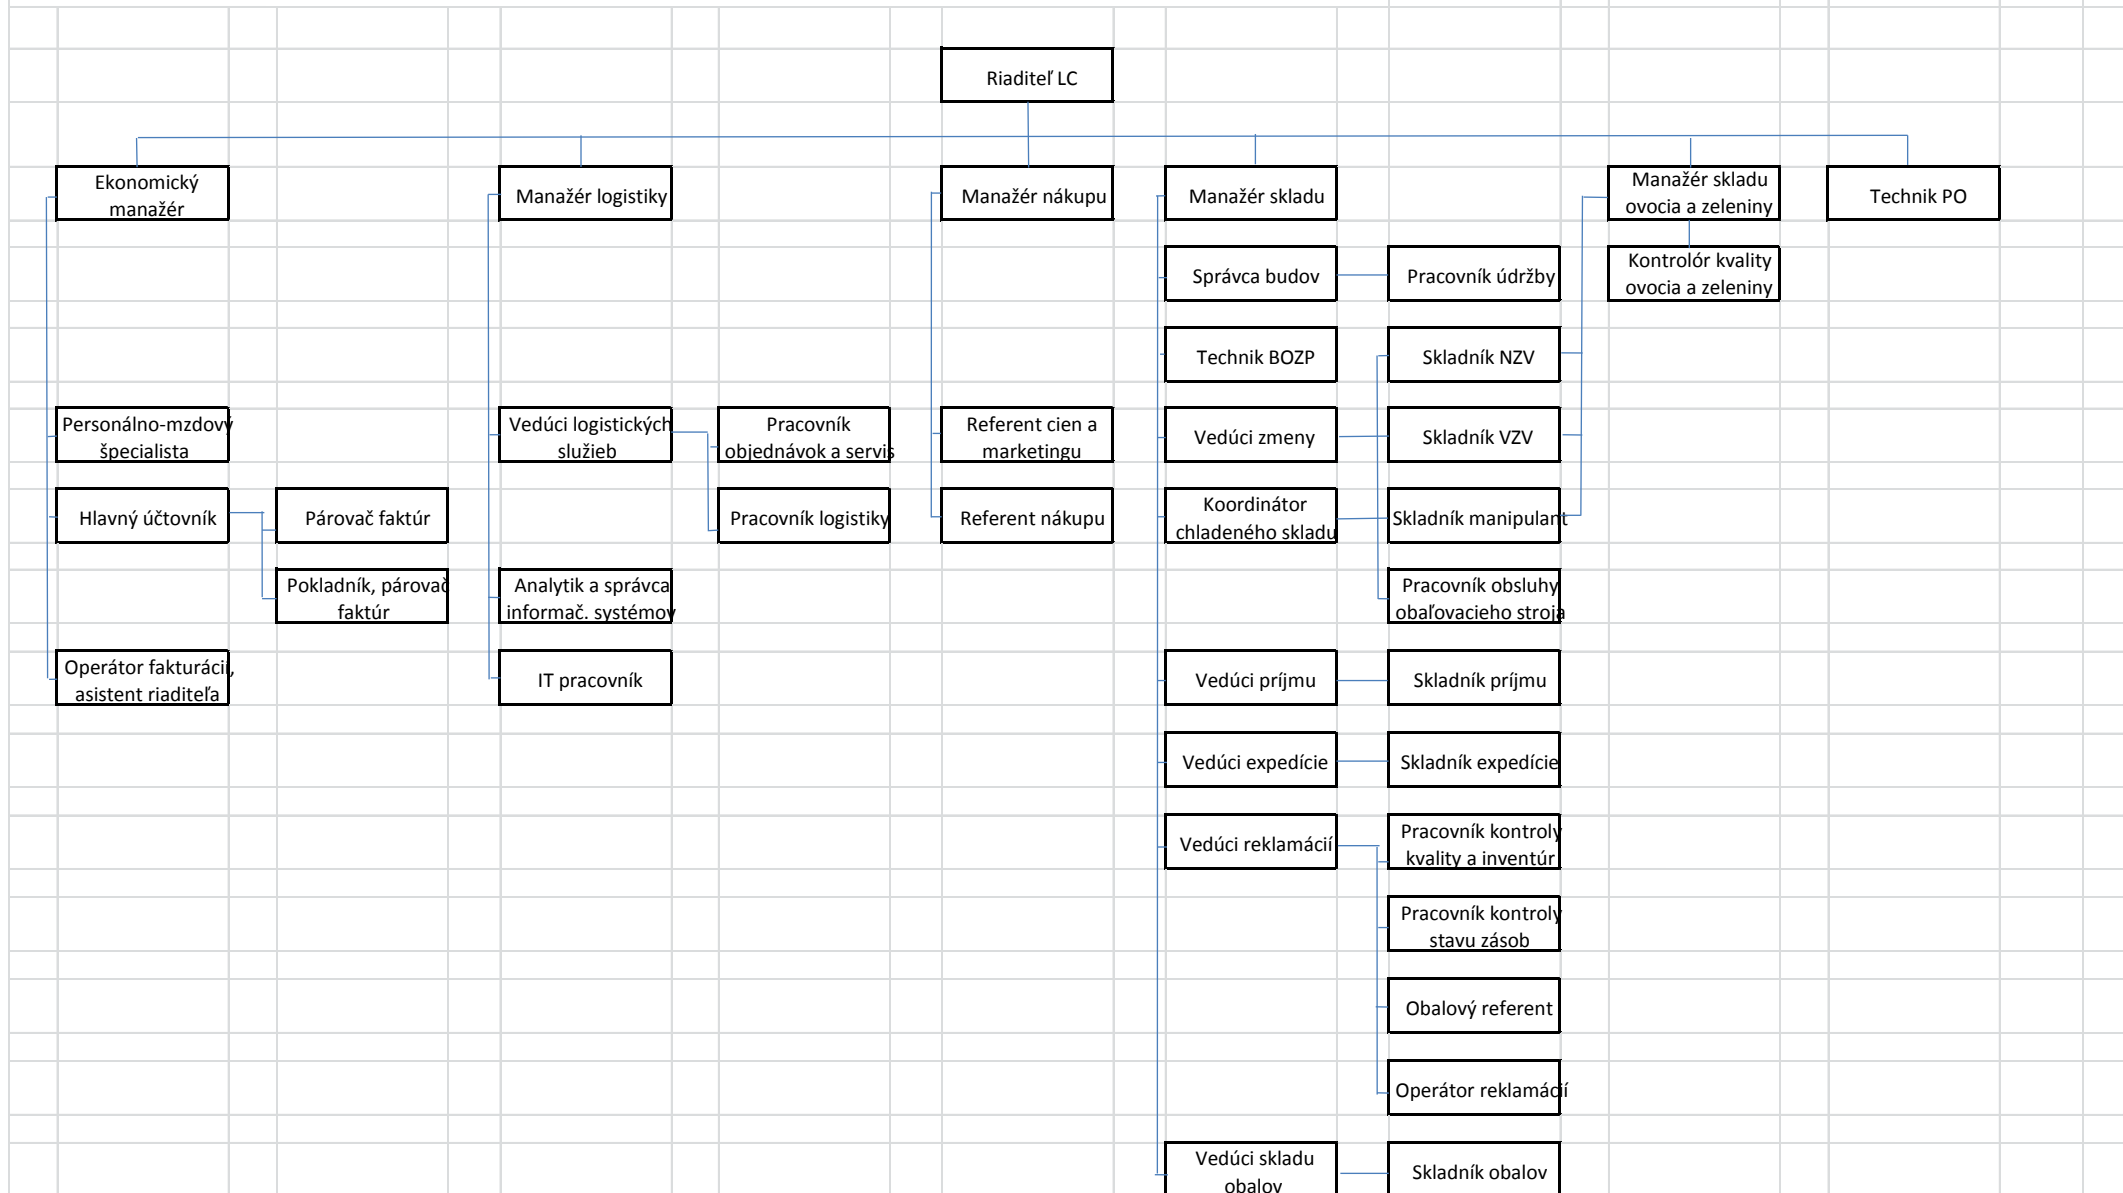 Riaditeľ LC
Ekonomický
manažér
Manažér logistiky
Manažér nákupu
Manažér skladu
Manažér skladu
ovocia a zeleniny
Technik PO
Správca budov
Pracovník údržby
Kontrolór kvality
ovocia a zeleniny
Technik BOZP
Skladník NZV
Personálno-mzdový
špecialista
Vedúci logistických
služieb
Pracovník
objednávok a servis
Referent cien a
marketingu
Vedúci zmeny
Skladník VZV
Hlavný účtovník
Párovač faktúr
Pracovník logistiky
Referent nákupu
Koordinátor
chladeného skladu
Skladník manipulant
Pokladník, párovač
faktúr
Analytik a správca
informač. systémov
Pracovník obsluhy
obaľovacieho stroja
Operátor fakturácií,
asistent riaditeľa
IT pracovník
Vedúci príjmu
Skladník príjmu
Vedúci expedície
Skladník expedície
Vedúci reklamácií
Pracovník kontroly
kvality a inventúr
Pracovník kontroly
stavu zásob
Obalový referent
Operátor reklamácií
Vedúci skladu
obalov
Skladník obalov